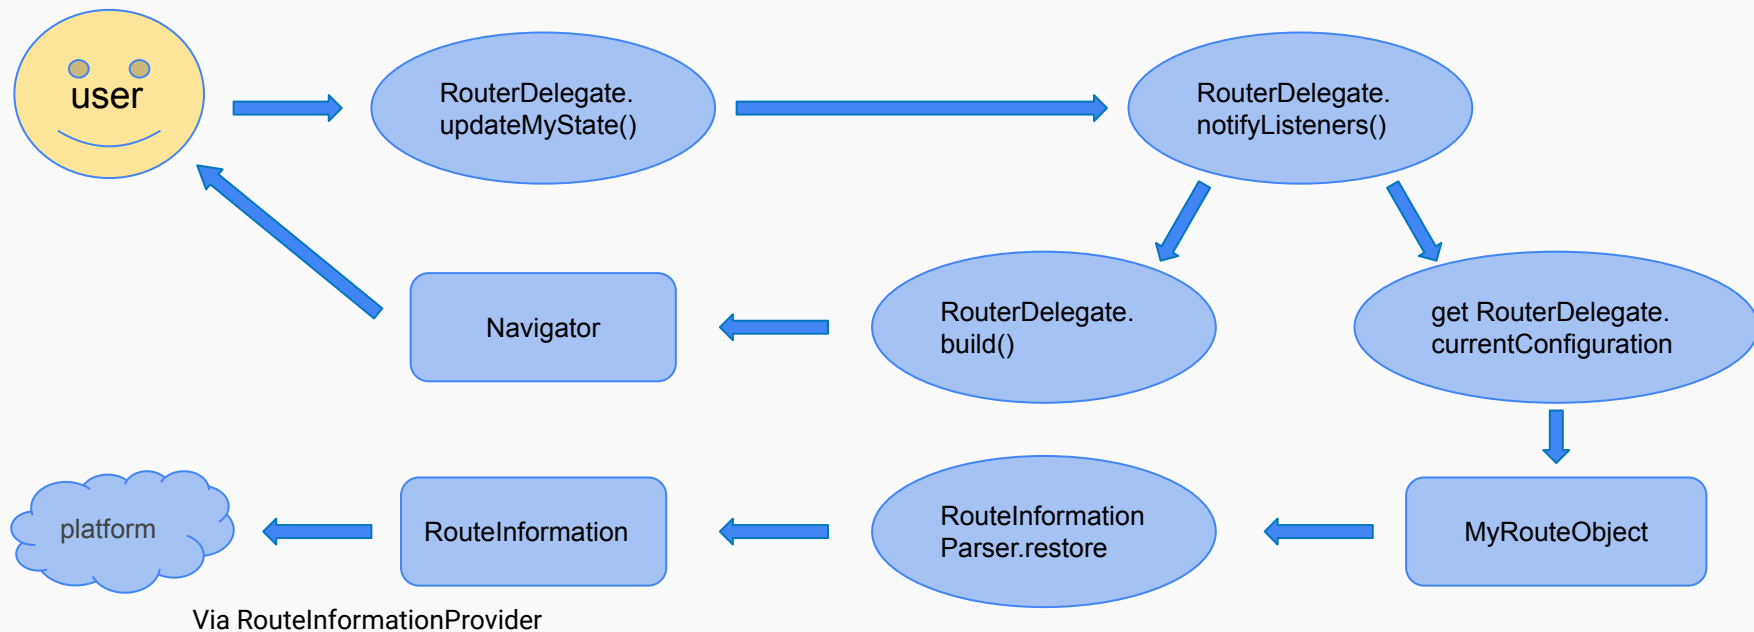 user
RouterDelegate.
updateMyState()
RouterDelegate.
notifyListeners()
Navigator
RouterDelegate.
build()
get RouterDelegate.
currentConfiguration
platform
RouteInformation
RouteInformation
Parser.restore
MyRouteObject
Via RouteInformationProvider